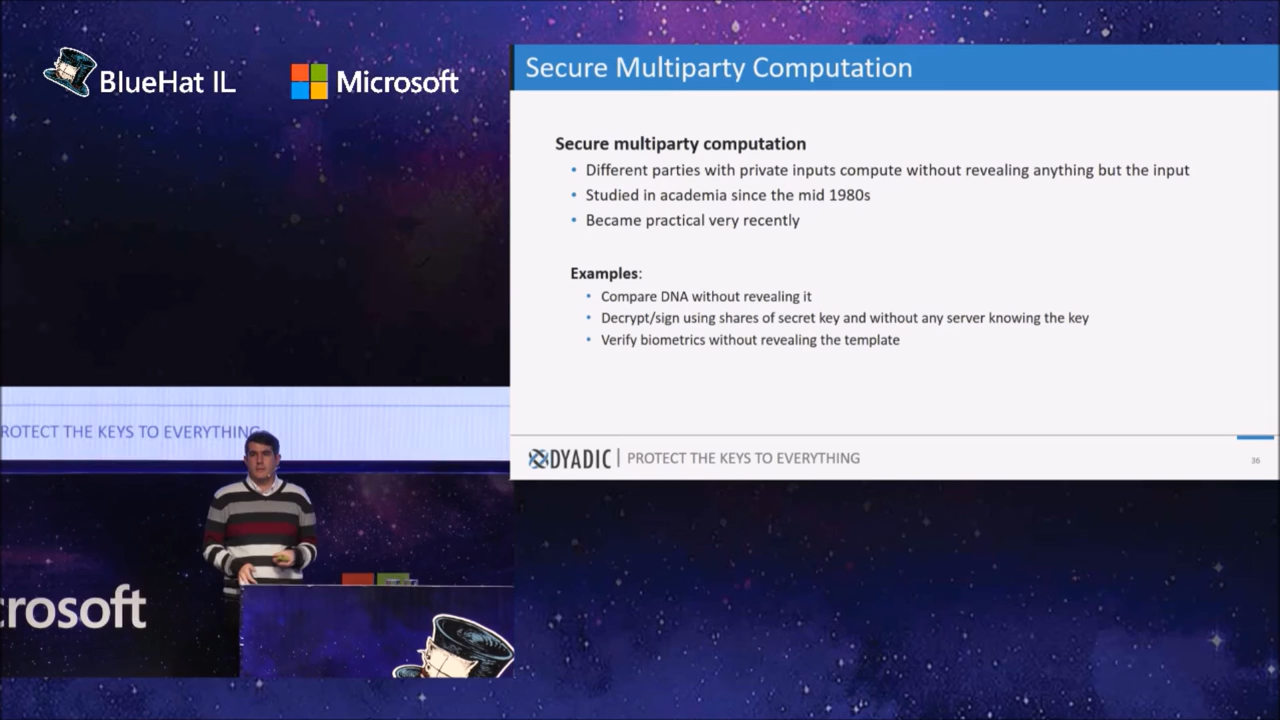 BlueHat IL
Microsoft
Secure Multiparty Computation
Secure multiparty computation
• Different parties with private inputs compute without revealing anything but the input
• Studied in academia since the mid 1980s
• Became practical very recently
Examples:
• Compare DNA without revealing it
• Decrypt/sign using shares of secret key and without any server knowing the key
• Verify biometrics without revealing the template
DYADIC | PROTECT THE KEYS TO EVERYTHING
36
ROTECT THE KEYS TO EVERYTHING
crosoft